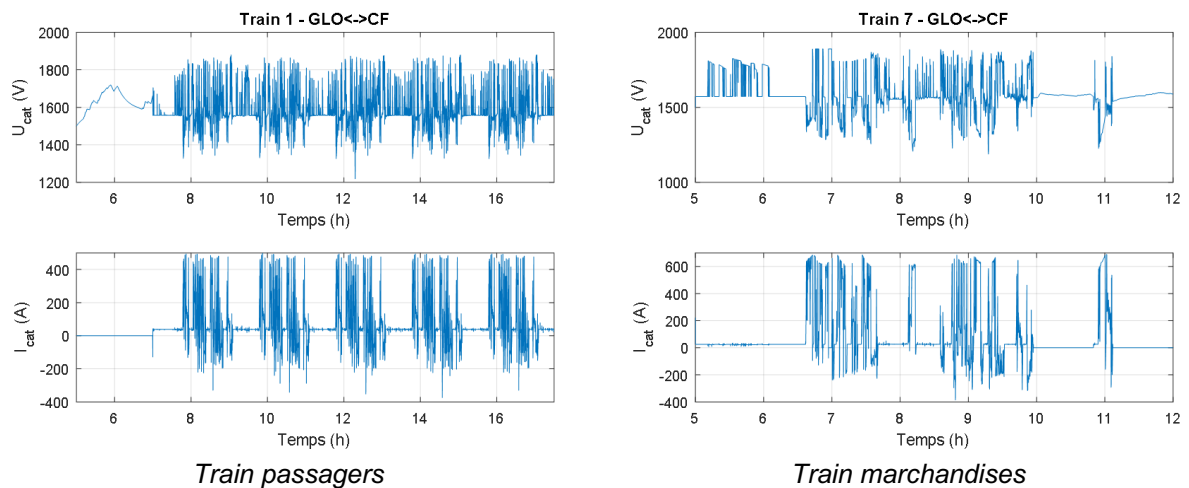 Train 1 - GLO<->CF
2000
1800
1600
1400
1200
U_cat (V)
6 8 10 12 14 16
Temps (h)
400
200
0
-200
-400
I_cat (A)
6 8 10 12 14 16
Temps (h)
Train passagers
Train 7 - GLO<->CF
2000
1500
1000
U_cat (V)
5 6 7 8 9 10 11 12
Temps (h)
600
400
200
0
-200
-400
I_cat (A)
5 6 7 8 9 10 11 12
Temps (h)
Train marchandises